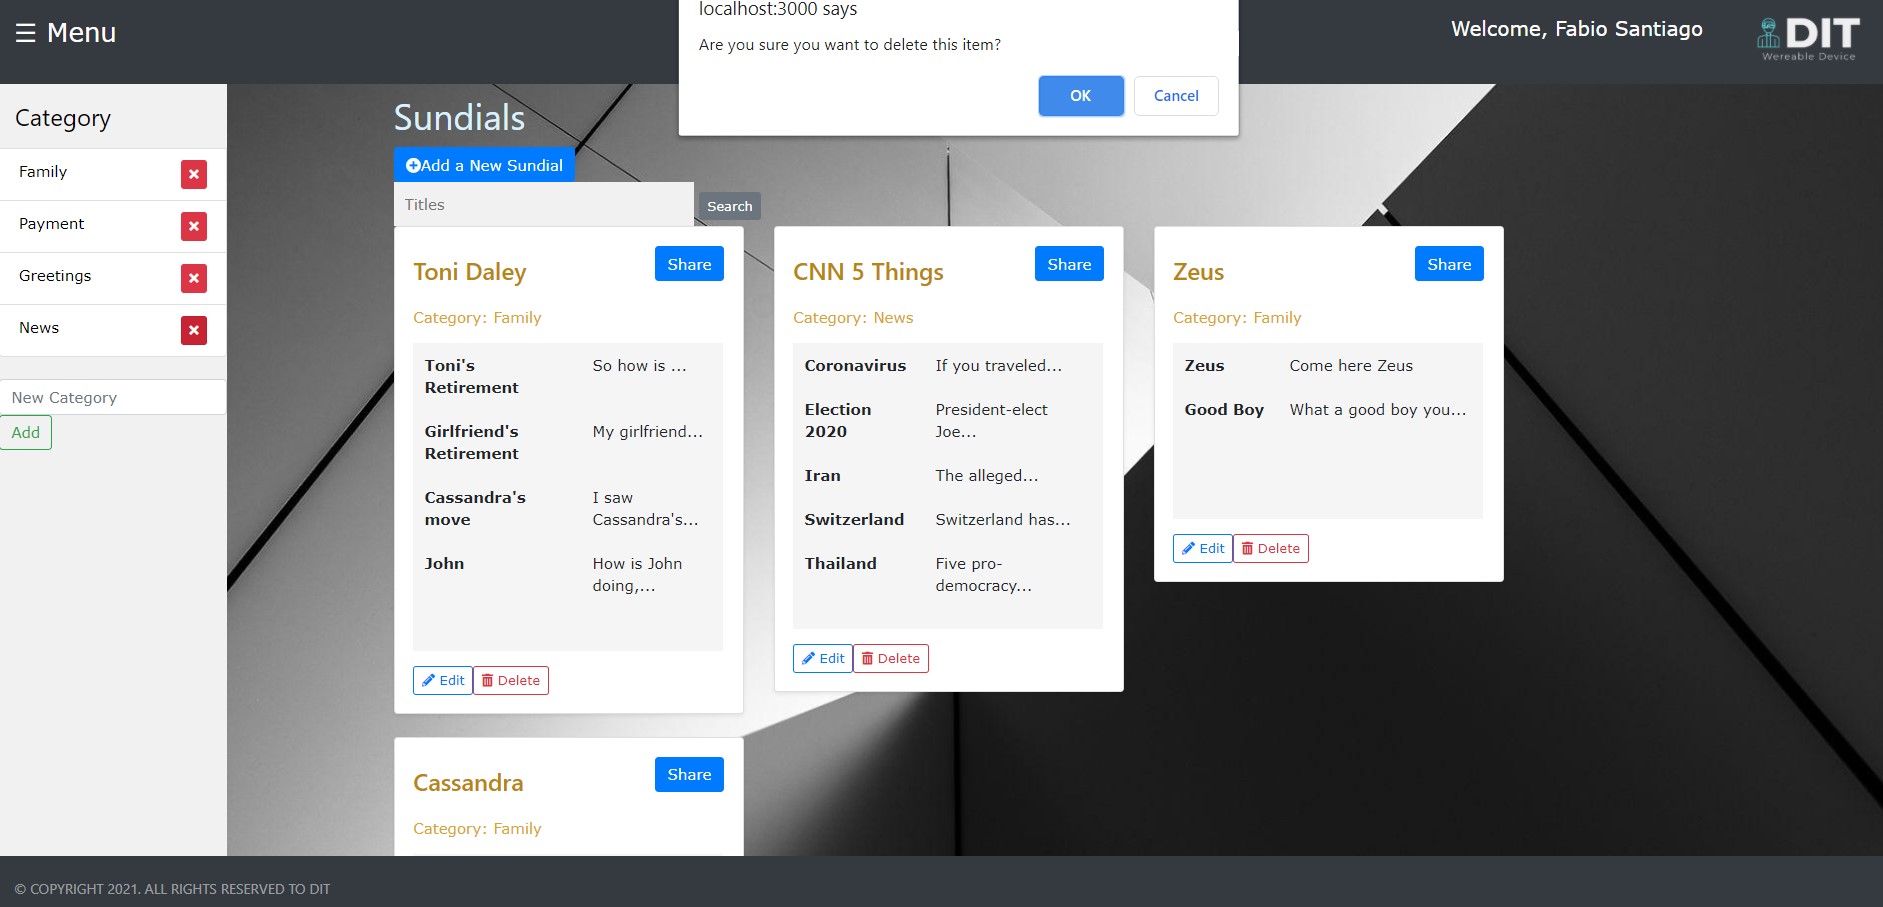 ☰ Menu
localhost:3000 says
Are you sure you want to delete this item?
OK
Cancel
Welcome, Fabio Santiago
DIT
Wereable Device
Category
Family
Payment
Greetings
News
New Category
Add
Sundials
Add a New Sundial
Titles
Search
Toni Daley
Share
Category: Family
Toni's
Retirement
So how is ...
Girlfriend's
Retirement
My girlfriend...
Cassandra's
move
I saw
Cassandra's...
John
How is John
doing,...
Edit
Delete
CNN 5 Things
Share
Category: News
Coronavirus
If you traveled...
Election
2020
President-elect
Joe...
Iran
The alleged...
Switzerland
Switzerland has...
Thailand
Five pro-
democracy...
Edit
Delete
Zeus
Share
Category: Family
Zeus
Come here Zeus
Good Boy
What a good boy you...
Edit
Delete
Cassandra
Share
Category: Family
© COPYRIGHT 2021. ALL RIGHTS RESERVED TO DIT